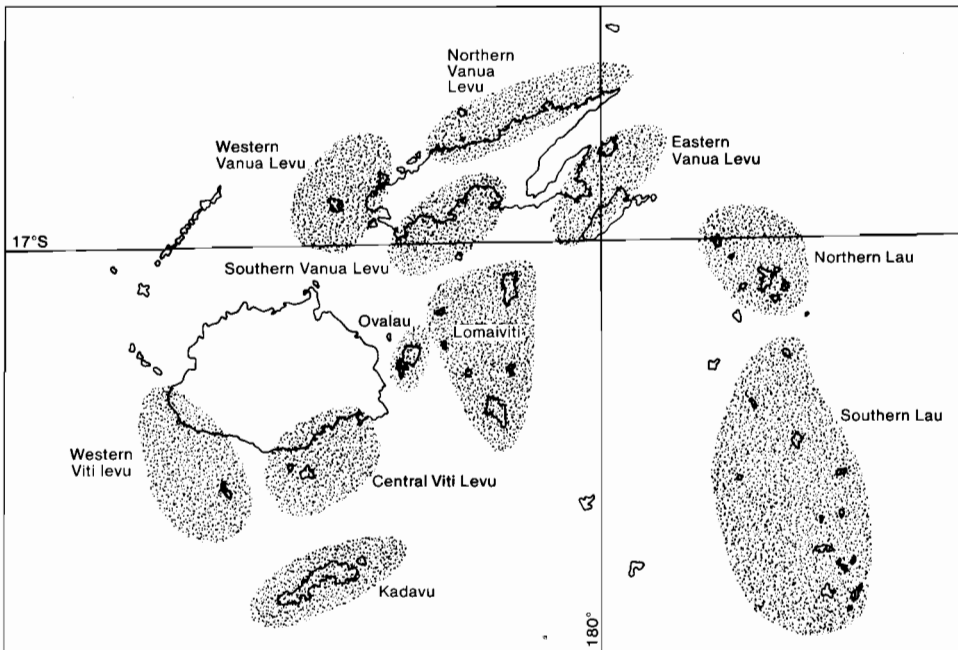 Northern
Vanua
Levu
Western
Vanua Levu
Eastern
Vanua Levu
17°S
Southern Vanua Levu
Northern Lau
Ovalau
Lomaiviti
Southern Lau
Western
Viti levu
Central Viti Levu
Kadavu
180°